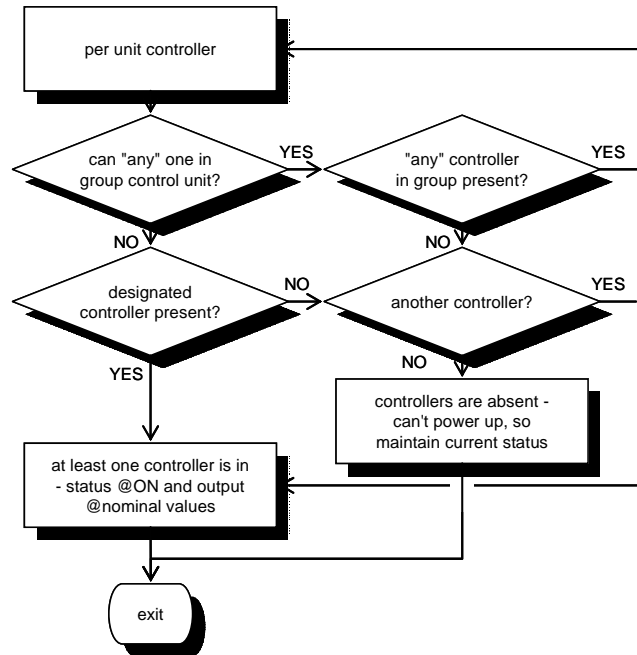 per unit controller
can "any" one in
group control unit?
YES
"any" controller
in group present?
YES
NO
NO
designated
controller present?
NO
another controller?
YES
YES
NO
controllers are absent -
can't power up, so
maintain current status
at least one controller is in
- status @ON and output
@nominal values
exit